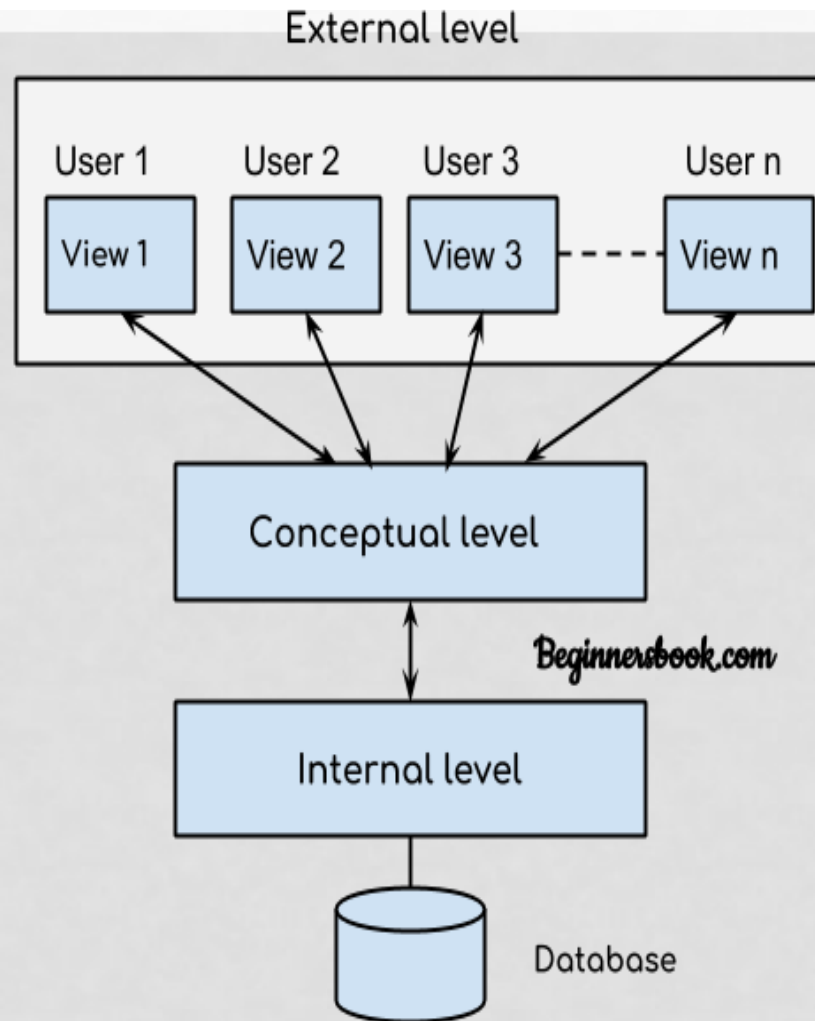 External level
User 1 User 2 User 3 User n
View 1 View 2 View 3 View n
Conceptual level
Beginnersbook.com
Internal level
Database